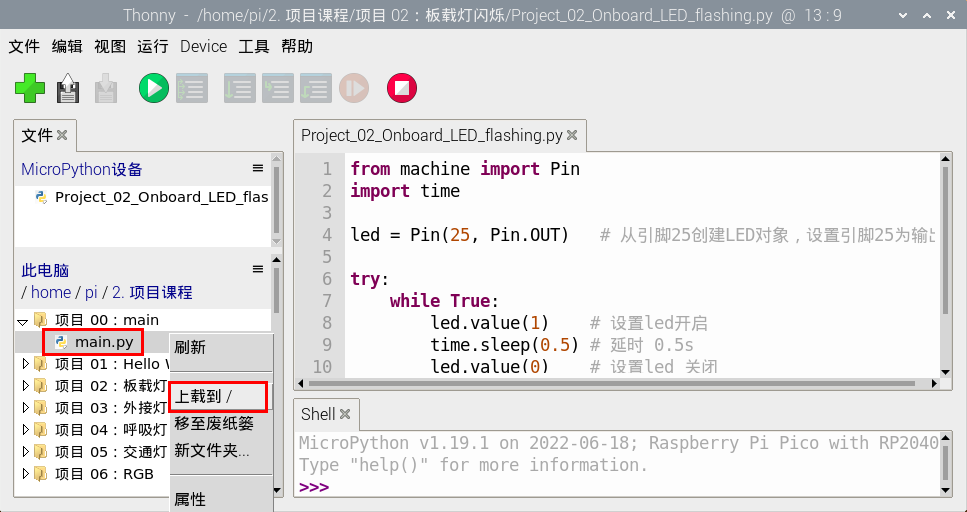 Thonny - /home/pi/2. 项目课程/项目 02：板载灯闪烁/Project_02_Onboard_LED_flashing.py @ 13 : 9
文件 编辑 视图 运行 Device 工具 帮助
文件
MicroPython设备
Project_02_Onboard_LED_flas
此电脑
/ home / pi / 2. 项目课程
项目 00：main
main.py
项目 01：Hello W
项目 02：板载灯
项目 03：外接灯
项目 04：呼吸灯
项目 05：交通灯
项目 06：RGB
刷新
上载到 /
移至废纸篓
新文件夹...
属性
Project_02_Onboard_LED_flashing.py
1 from machine import Pin
2 import time
3
4 led = Pin(25, Pin.OUT) # 从引脚25创建LED对象，设置引脚25为输出
5
6 try:
7 while True:
8 led.value(1) # 设置led开启
9 time.sleep(0.5) # 延时 0.5s
10 led.value(0) # 设置led 关闭
Shell
MicroPython v1.19.1 on 2022-06-18; Raspberry Pi Pico with RP2040
Type "help()" for more information.
>>>